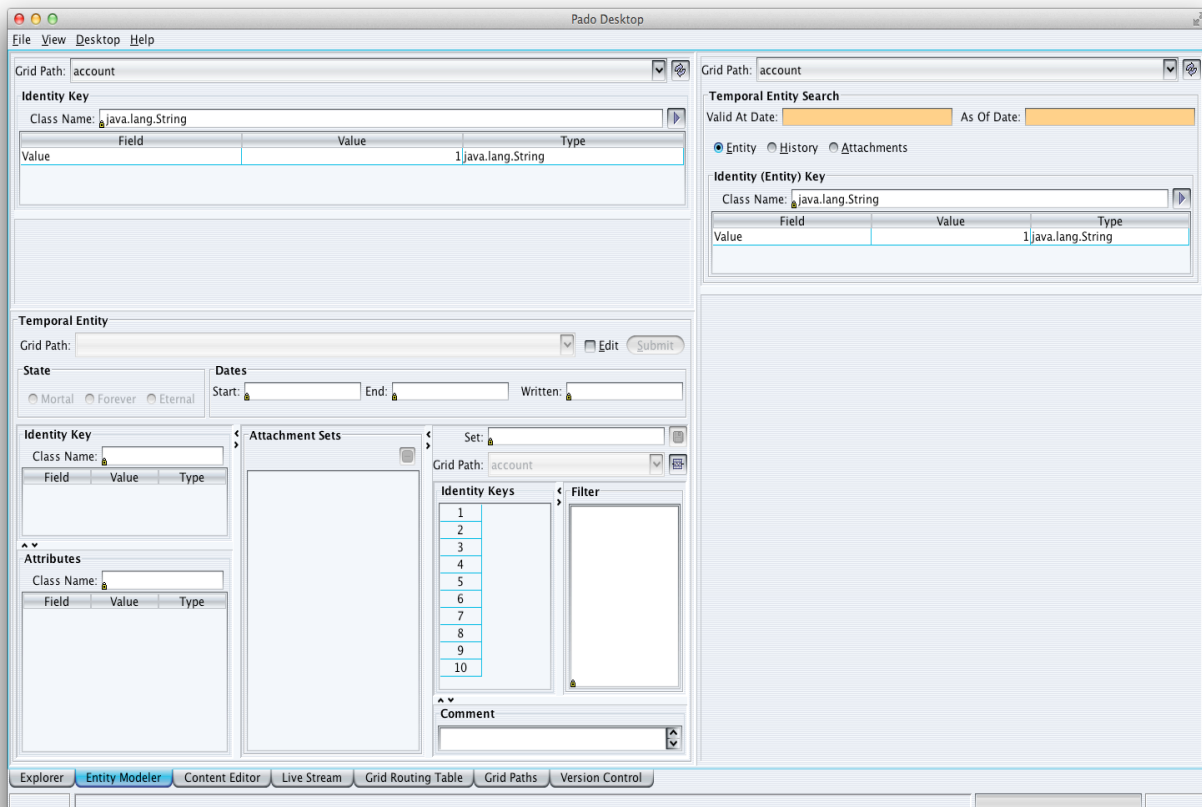 Pado Desktop
File View Desktop Help
Grid Path: account
Identity Key
Class Name: java.lang.String
Field Value Type
Value 1 java.lang.String
Temporal Entity
Grid Path:
Edit Submit
State
Mortal Forever Eternal
Dates
Start: End: Written:
Identity Key
Class Name:
Field Value Type
Attributes
Class Name:
Field Value Type
Attachment Sets
Set:
Grid Path: account
Identity Keys
1
2
3
4
5
6
7
8
9
10
Filter
Comment
Grid Path: account
Temporal Entity Search
Valid At Date: As Of Date:
Entity History Attachments
Identity (Entity) Key
Class Name: java.lang.String
Field Value Type
Value 1 java.lang.String
Explorer Entity Modeler Content Editor Live Stream Grid Routing Table Grid Paths Version Control